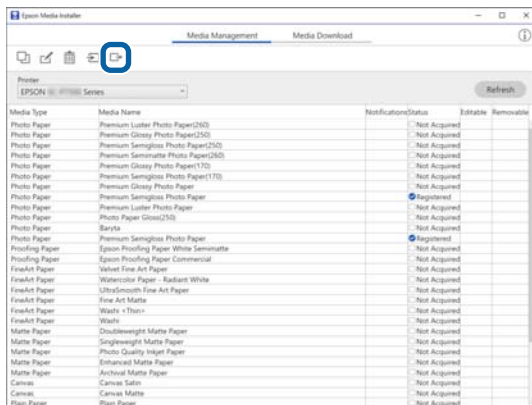 Epson Media Installer
Media Management Media Download
Printer
EPSON Series
Refresh
Media Type Media Name Notifications Status Editable Removable
Photo Paper Premium Luster Photo Paper(260) Not Acquired
Photo Paper Premium Glossy Photo Paper(250) Not Acquired
Photo Paper Premium Semigloss Photo Paper(250) Not Acquired
Photo Paper Premium Semimatte Photo Paper(260) Not Acquired
Photo Paper Premium Glossy Photo Paper(170) Not Acquired
Photo Paper Premium Semigloss Photo Paper(170) Not Acquired
Photo Paper Premium Glossy Photo Paper Not Acquired
Photo Paper Premium Semigloss Photo Paper Registered
Photo Paper Premium Luster Photo Paper Not Acquired
Photo Paper Photo Paper Gloss(250) Not Acquired
Photo Paper Baryta Not Acquired
Photo Paper Premium Semigloss Photo Paper Registered
Proofing Paper Epson Proofing Paper White Semimatte Not Acquired
Proofing Paper Epson Proofing Paper Commercial Not Acquired
FineArt Paper Velvet Fine Art Paper Not Acquired
FineArt Paper Watercolor Paper - Radiant White Not Acquired
FineArt Paper UltraSmooth Fine Art Paper Not Acquired
FineArt Paper Fine Art Matte Not Acquired
FineArt Paper Washi <Thin> Not Acquired
FineArt Paper Washi Not Acquired
Matte Paper Doubleweight Matte Paper Not Acquired
Matte Paper Singleweight Matte Paper Not Acquired
Matte Paper Photo Quality Inkjet Paper Not Acquired
Matte Paper Enhanced Matte Paper Not Acquired
Matte Paper Archival Matte Paper Not Acquired
Canvas Canvas Satin Not Acquired
Canvas Canvas Matte Not Acquired
Plain Paper Plain Paper Not Acquired